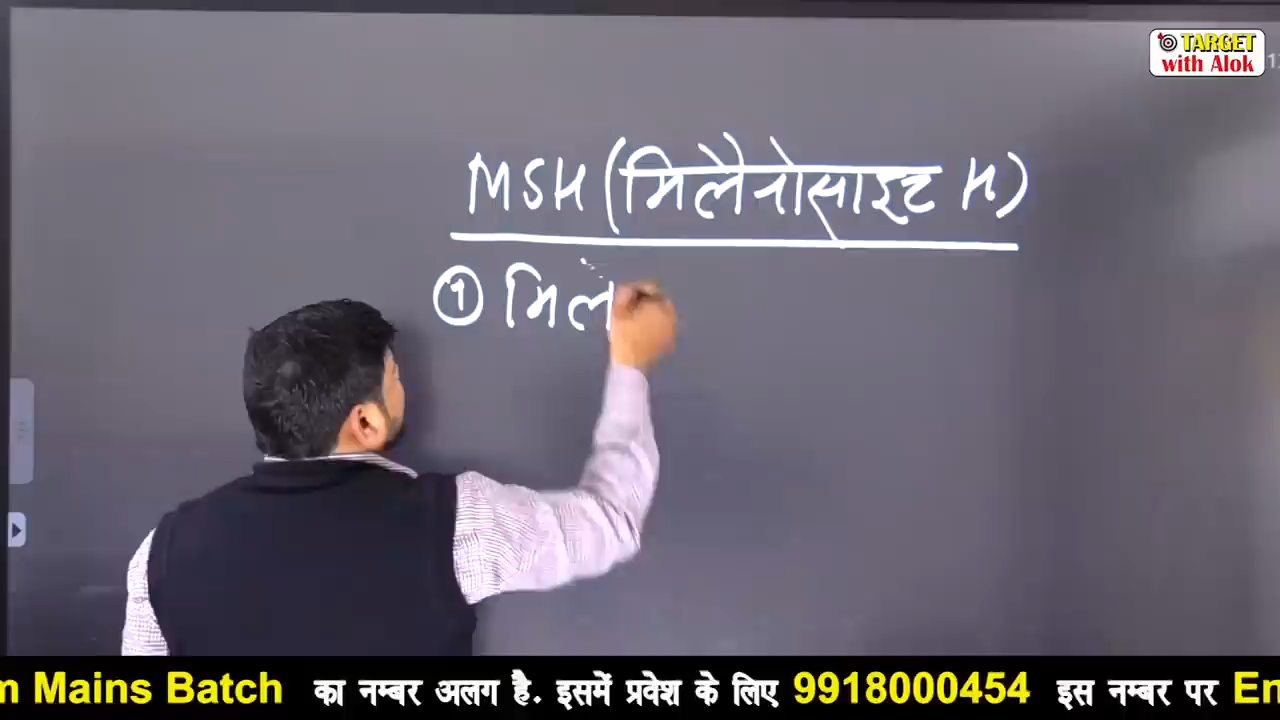 TARGET
with Alok
MSH (मिलैनोसाइट H)
① मिले
m Mains Batch का नम्बर अलग है. इसमें प्रवेश के लिए 9918000454 इस नम्बर पर En